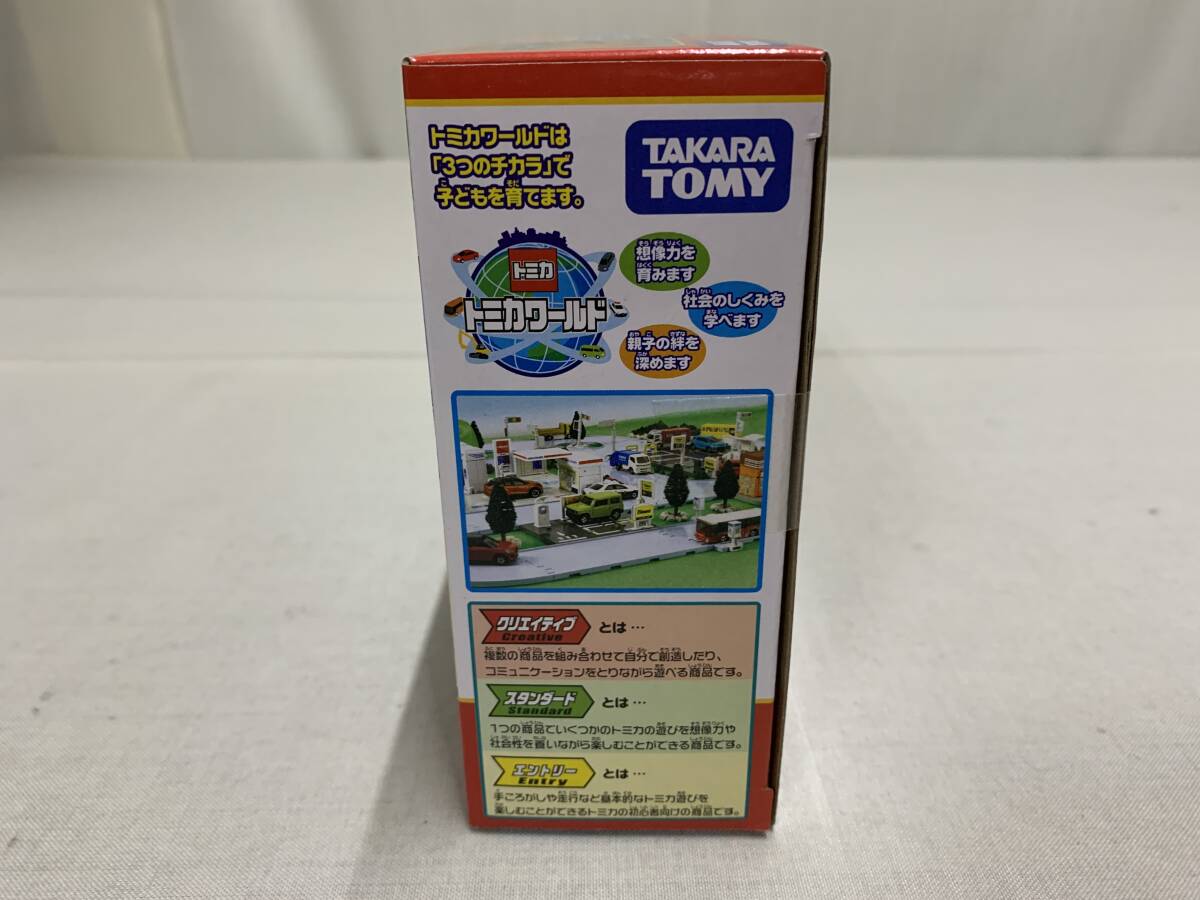 トミカワールドは
「3つのチカラ」で
子どもを育てます。
TAKARA
TOMY
トミカ
トミカワールド
想像力を
育みます
社会のしくみを
学べます
親子の絆を
深めます
クリエイティブ とは…
Creative
複数の商品を組み合わせて自分で創造したり、
コミュニケーションをとりながら遊べる商品です。
スタンダード とは…
Standard
1つの商品でいくつかのトミカの遊びを想像力や
社会性を養いながら楽しむことができる商品です。
エントリー とは…
Entry
手ころがしや走行など基本的なトミカ遊びを
楽しむことができるトミカの初心者向けの商品です。